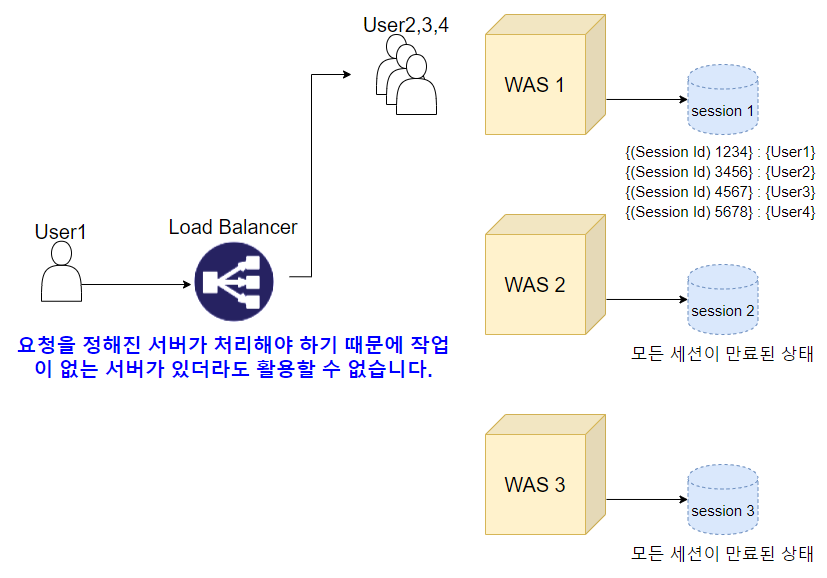 User2,3,4
WAS 1
session 1
{(Session Id) 1234} : {User1}
{(Session Id) 3456} : {User2}
{(Session Id) 4567} : {User3}
{(Session Id) 5678} : {User4}
User1
Load Balancer
요청을 정해진 서버가 처리해야 하기 때문에 작업
이 없는 서버가 있더라도 활용할 수 없습니다.
WAS 2
session 2
모든 세션이 만료된 상태
WAS 3
session 3
모든 세션이 만료된 상태